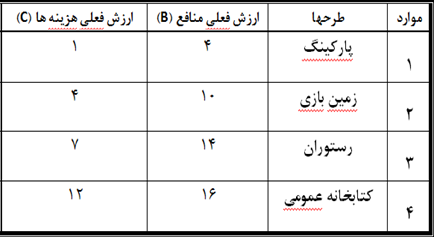 موارد طرحها ارزش فعلی منافع (B) ارزش فعلی هزینه ها (C)
۱ پارکینگ ۴ ۱
۲ زمین بازی ۱۰ ۴
۳ رستوران ۱۴ ۷
۴ کتابخانه عمومی ۱۶ ۱۲